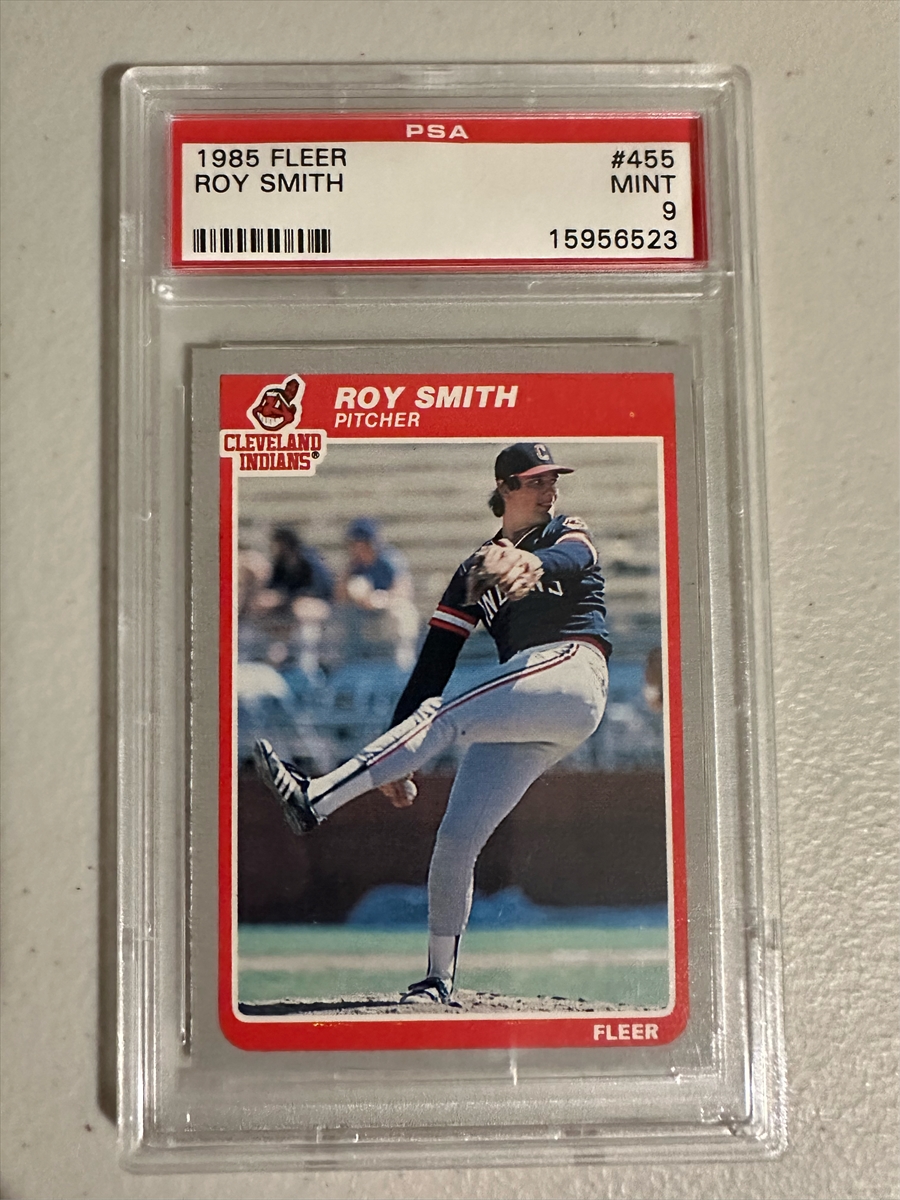 PSA
1985 FLEER #455
ROY SMITH MINT
9
15956523
ROY SMITH
PITCHER
CLEVELAND
INDIANS®
C
FLEER